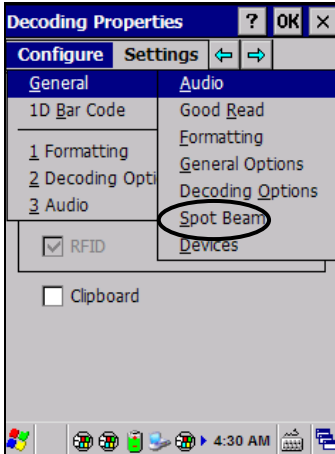 Decoding Properties ? OK ×
Configure Settings
General
1D Bar Code
1 Formatting
2 Decoding Opti
3 Audio
Audio
Good Read
Formatting
General Options
Decoding Options
Spot Beam
Devices
RFID
Clipboard
4:30 AM